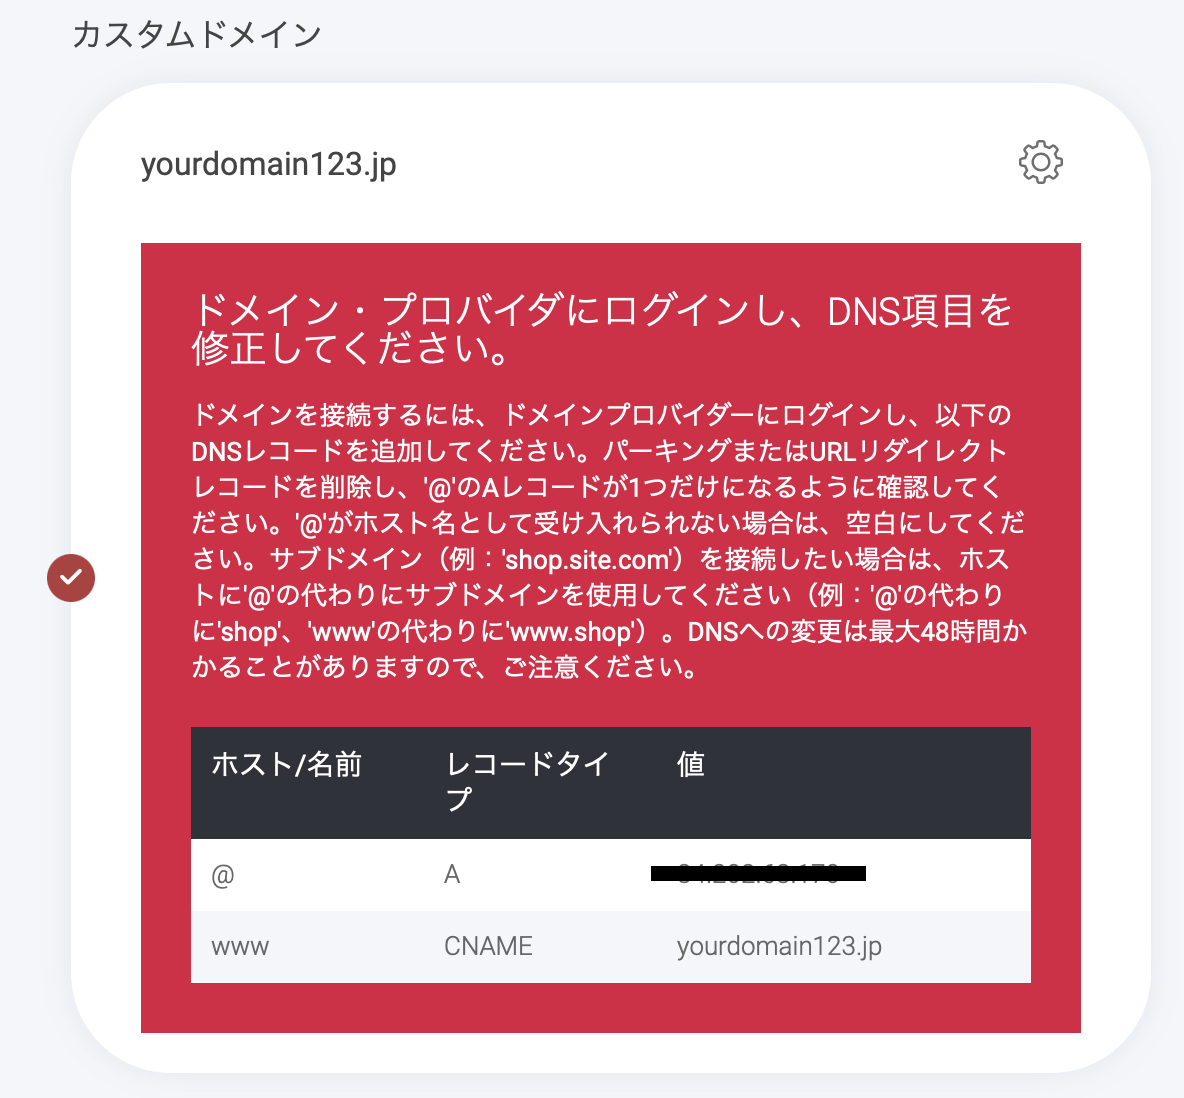 カスタムドメイン
yourdomain123.jp
ドメイン・プロバイダにログインし、DNS項目を
修正してください。
ドメインを接続するには、ドメインプロバイダーにログインし、以下の
DNSレコードを追加してください。パーキングまたはURLリダイレクト
レコードを削除し、'@'のAレコードが1つだけになるように確認してく
ださい。'@'がホスト名として受け入れられない場合は、空白にしてくだ
さい。サブドメイン（例：'shop.site.com'）を接続したい場合は、ホス
トに'@'の代わりにサブドメインを使用してください（例：'@'の代わり
に'shop'、'www'の代わりに'www.shop'）。DNSへの変更は最大48時間か
かることがありますので、ご注意ください。
ホスト/名前 レコードタイ 値
プ
@ A
www CNAME yourdomain123.jp